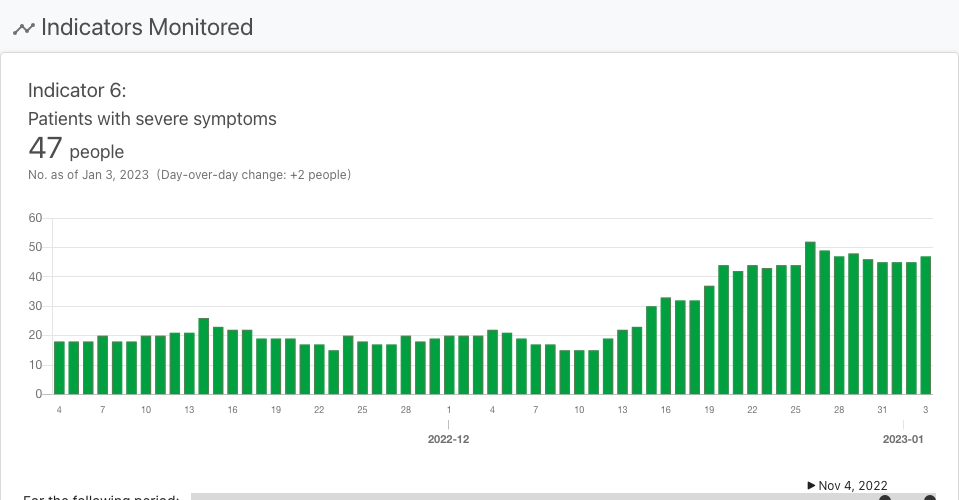 Indicators Monitored
Indicator 6:
Patients with severe symptoms
47 people
No. as of Jan 3, 2023 (Day-over-day change: +2 people)
60
50
40
30
20
10
0
4 7 10 13 16 19 22 25 28 1 4 7 10 13 16 19 22 25 28 31 3
2022-12 2023-01
▶ Nov 4, 2022
For the following period: